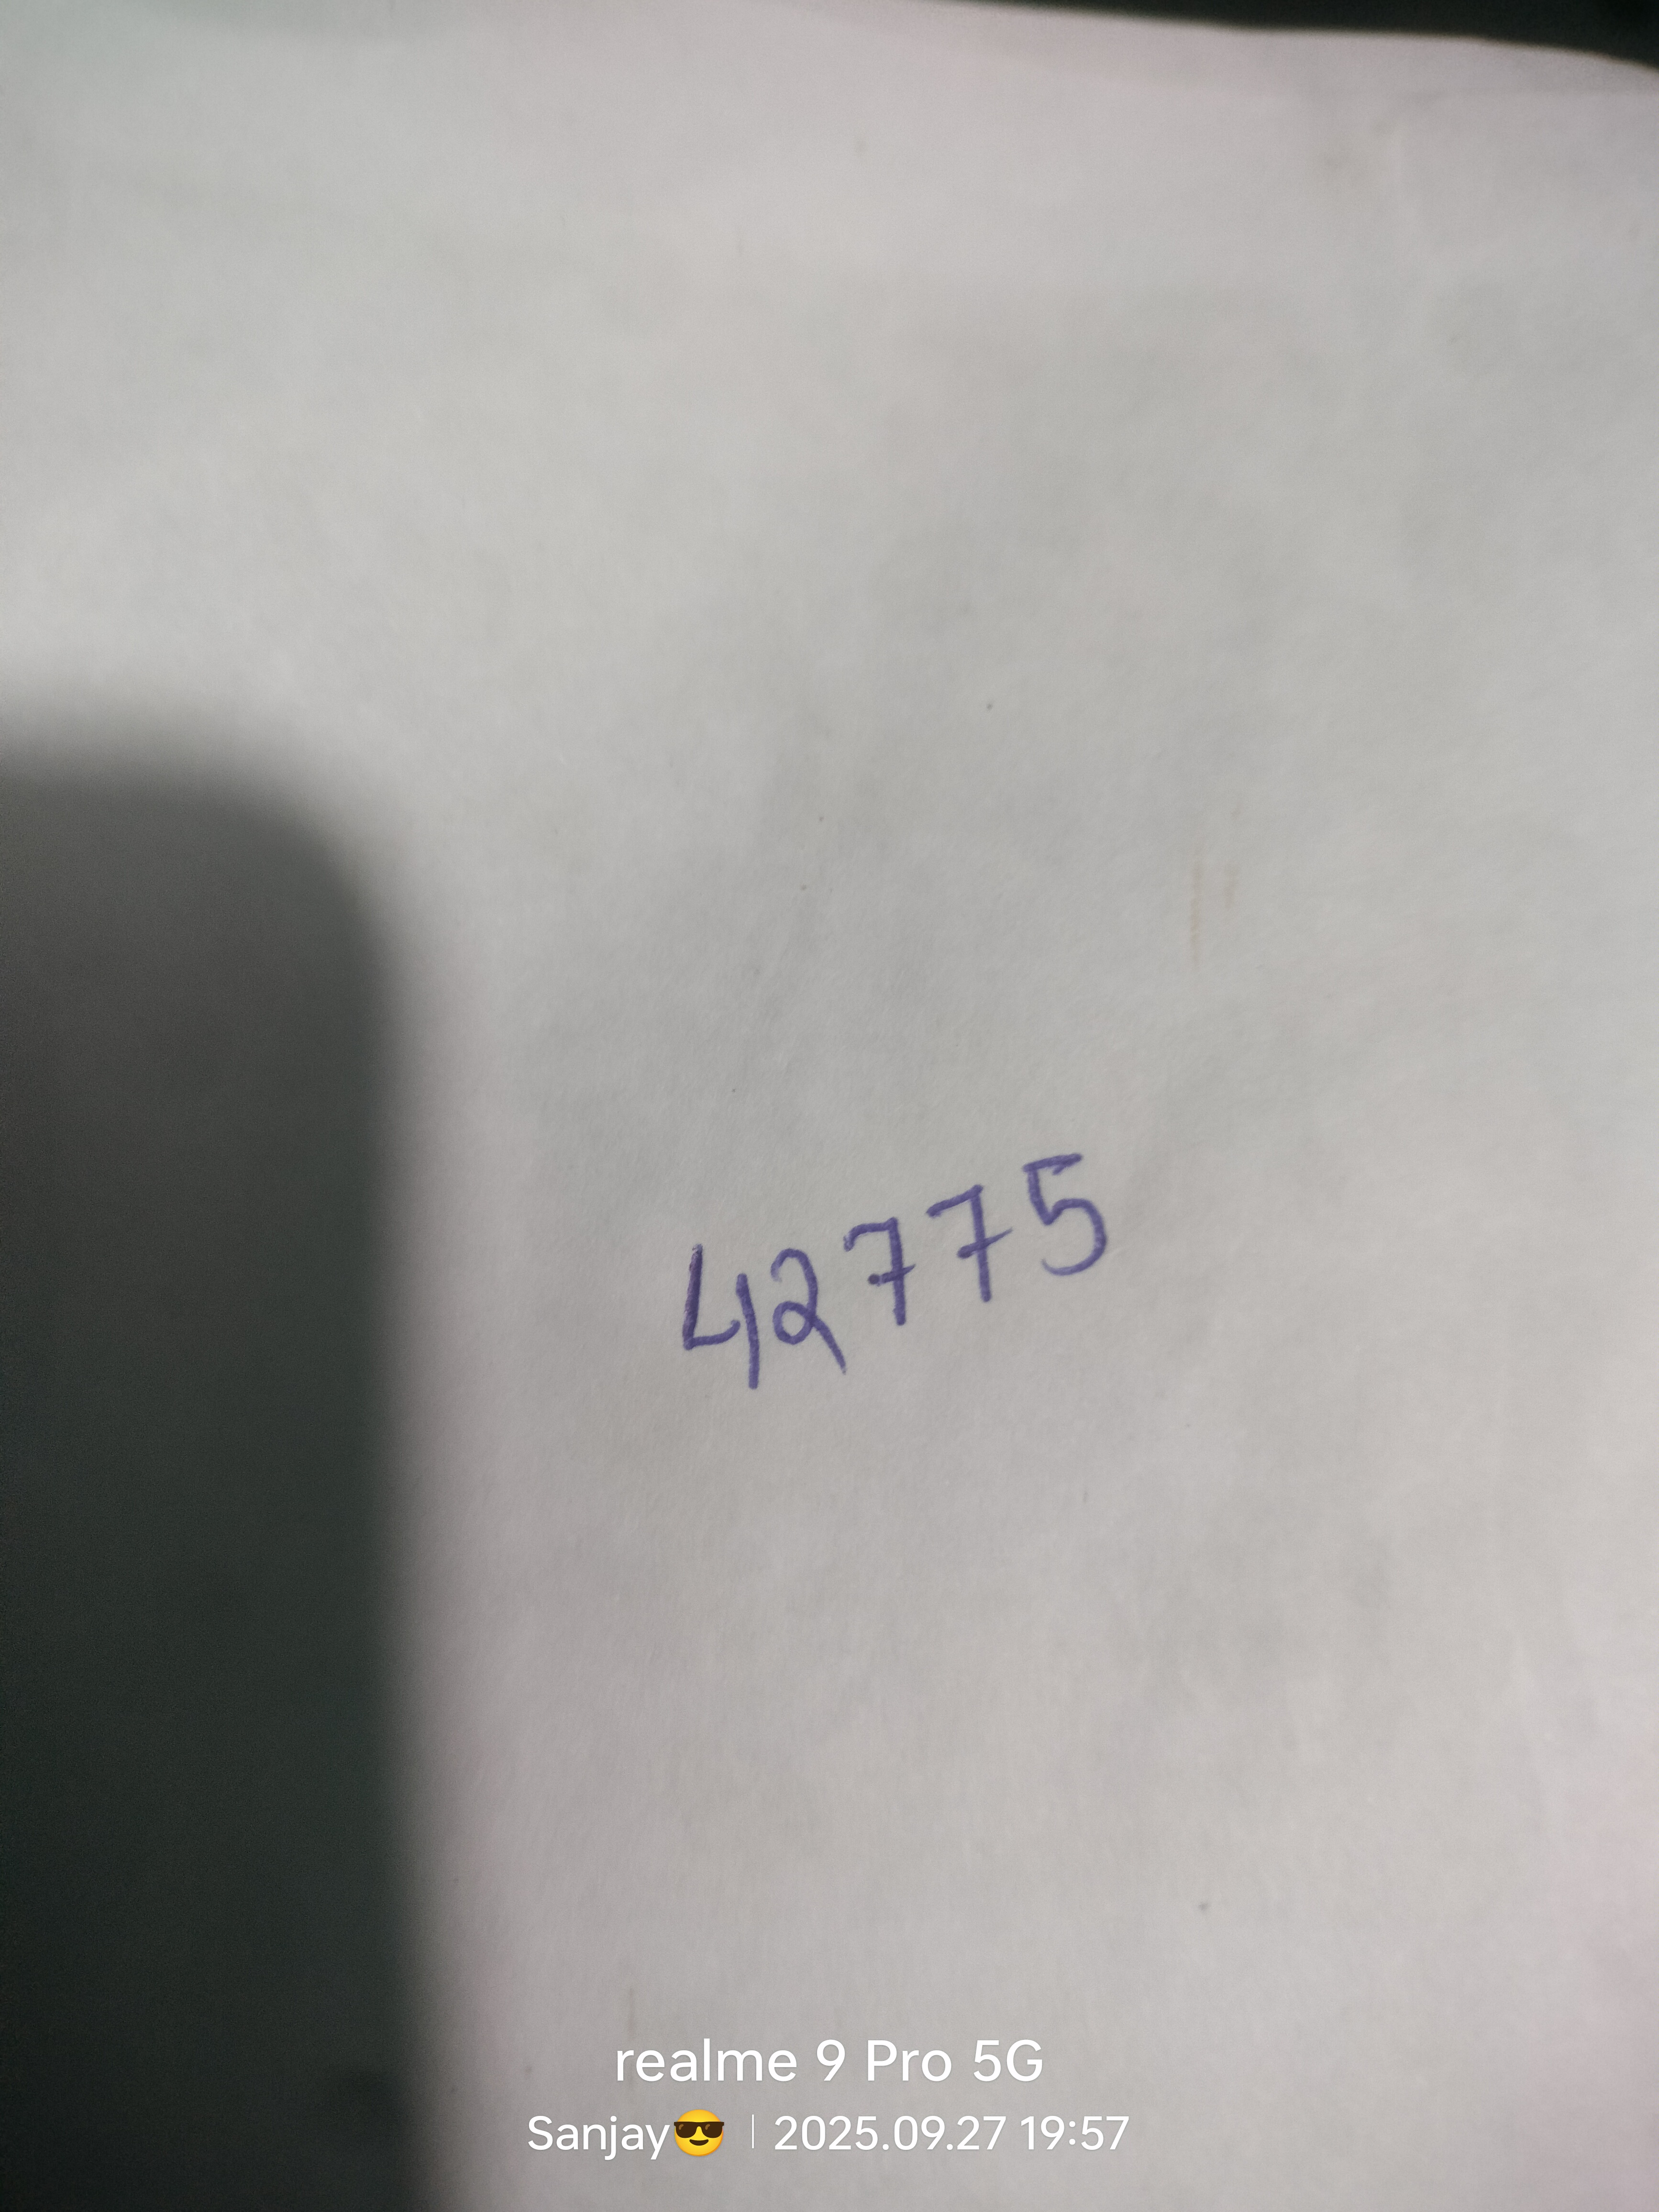 42775
realme 9 Pro 5G
Sanjay😎 | 2025.09.27 19:57